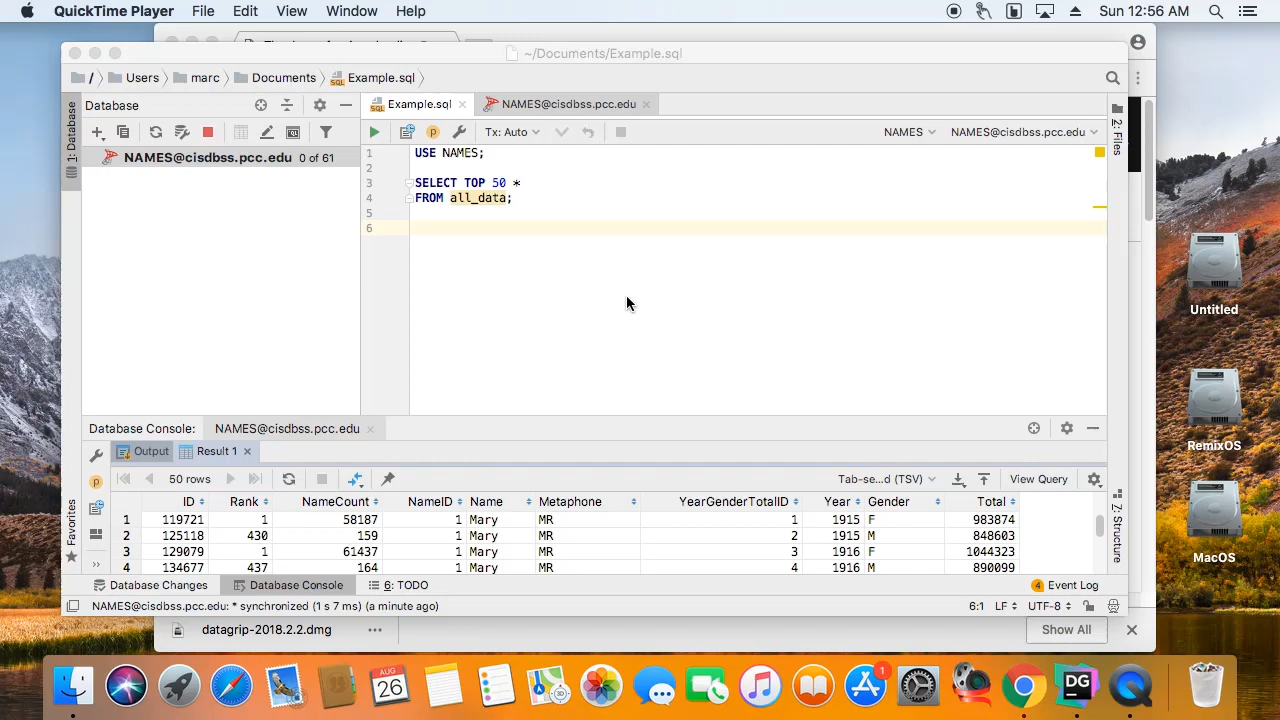 QuickTime Player File Edit View Window Help Sun 12:56 AM
~/Documents/Example.sql
/ Users marc Documents Example.sql
1: Database
Database
Example.sql NAMES@cisdbss.pcc.edu
2: Files
Tx: Auto NAMES NAMES@cisdbss.pcc.edu
NAMES@cisdbss.pcc.edu 0 of 61
1 USE NAMES;
2
3 SELECT TOP 50 *
4 FROM all_data;
5
6
Untitled
RemixOS
MacOS
Database Console: NAMES@cisdbss.pcc.edu
Output Result 1
50 rows Tab-se...d (TSV) View Query
ID Rank NameCount NameID Name Metaphone YearGenderTotalID Year Gender Total
1 119721 1 58187 1 Mary MR 1 1915 F 983874
2 125118 430 159 1 Mary MR 2 1915 M 848603
3 129079 1 61437 1 Mary MR 3 1916 F 1044323
4 134677 437 164 1 Mary MR 4 1916 M 890099
Favorites
Z: Structure
Database Changes Database Console 6: TODO 4 Event Log
NAMES@cisdbss.pcc.edu: * synchronized (1 s 7 ms) (a minute ago) 6:1 LF UTF-8
datagrip-2018.2.2.dmg Show All
AUG
26
1
DG